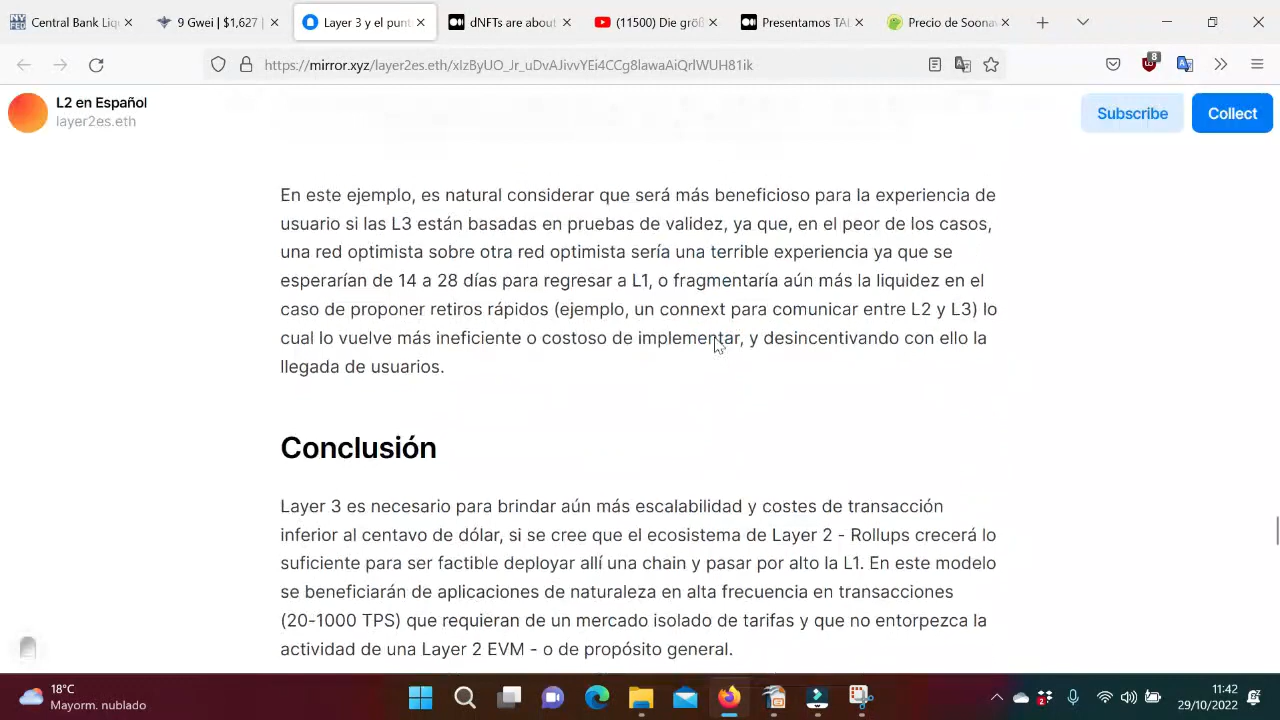 Central Bank Liq
9 Gwei | $1,627 |
Layer 3 y el punt
dNFTs are about
(11500) Die größ
Presentamos TAL
Precio de Soonav
https://mirror.xyz/layer2es.eth/xIzByUO_Jr_uDvAJivvYEi4CCg8lawaAiQrlWUH81ik
8
L2 en Español
layer2es.eth
Subscribe
Collect
En este ejemplo, es natural considerar que será más beneficioso para la experiencia de
usuario si las L3 están basadas en pruebas de validez, ya que, en el peor de los casos,
una red optimista sobre otra red optimista sería una terrible experiencia ya que se
esperarían de 14 a 28 días para regresar a L1, o fragmentaría aún más la liquidez en el
caso de proponer retiros rápidos (ejemplo, un connext para comunicar entre L2 y L3) lo
cual lo vuelve más ineficiente o costoso de implementar, y desincentivando con ello la
llegada de usuarios.
Conclusión
Layer 3 es necesario para brindar aún más escalabilidad y costes de transacción
inferior al centavo de dólar, si se cree que el ecosistema de Layer 2 - Rollups crecerá lo
suficiente para ser factible deployar allí una chain y pasar por alto la L1. En este modelo
se beneficiarán de aplicaciones de naturaleza en alta frecuencia en transacciones
(20-1000 TPS) que requieran de un mercado isolado de tarifas y que no entorpezca la
actividad de una Layer 2 EVM - o de propósito general.
18°C
Mayorm. nublado
11:42
29/10/2022